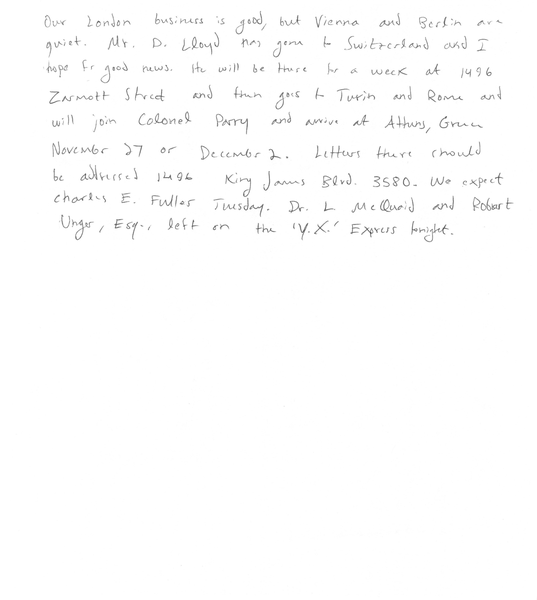 Our London business is good, but Vienna and Berlin are
quiet. Mr. D. Lloyd has gone to Switzerland and I
hope for good news. He will be there for a week at 1496
Zarmott Street and then goes to Turin and Rome and
will join Colonel Parry and arrive at Athens, Greece
November 27 or December 2. Letters there should
be addressed 1496 King James Blvd. 3580. We expect
Charles E. Fuller Tuesday. Dr. L McQuaid and Robert
Unger, Esq., left on the 'Y.X.' Express tonight.